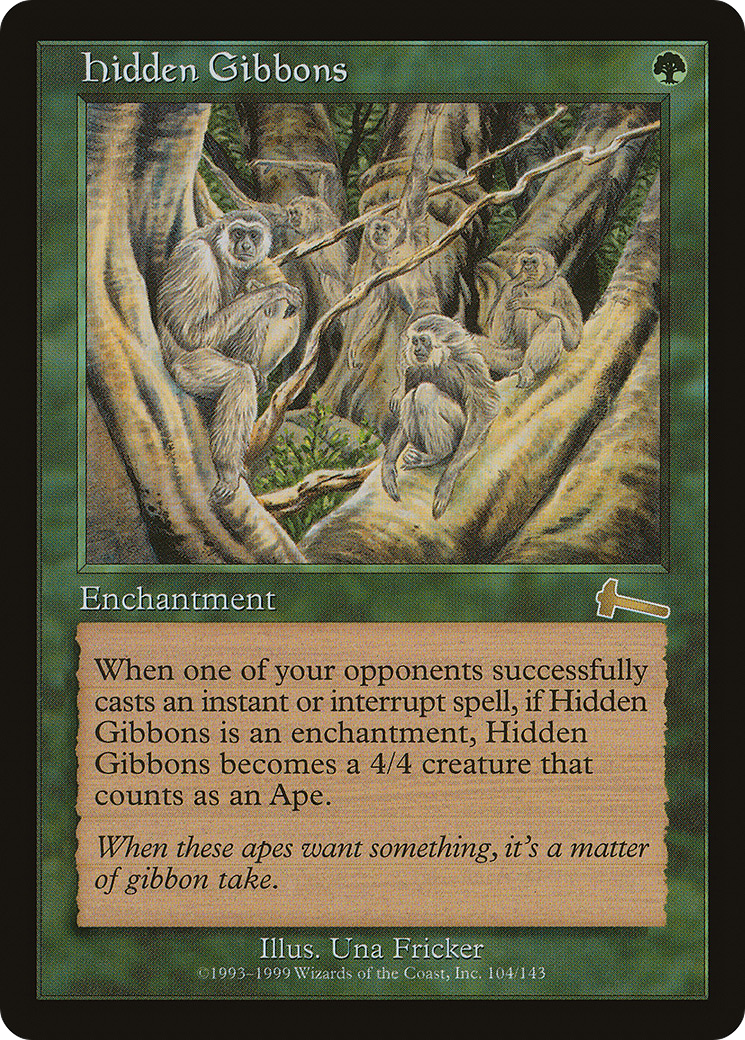 Hidden Gibbons
Enchantment
When one of your opponents successfully
casts an instant or interrupt spell, if Hidden
Gibbons is an enchantment, Hidden
Gibbons becomes a 4/4 creature that
counts as an Ape.
When these apes want something, it's a matter
of gibbon take.
Illus. Una Fricker
©1993–1999 Wizards of the Coast, Inc. 104/143